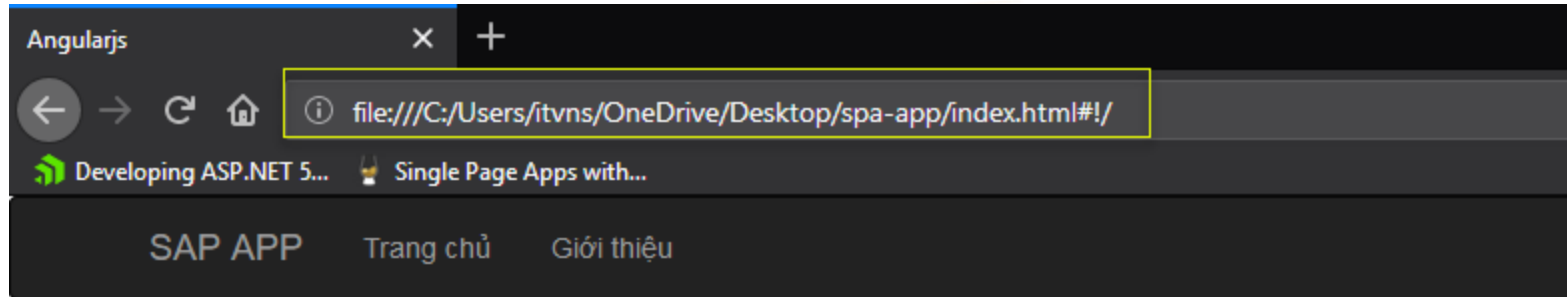 Angularjs
file:///C:/Users/itvns/OneDrive/Desktop/spa-app/index.html#!/
Developing ASP.NET 5... Single Page Apps with...
SAP APP Trang chủ Giới thiệu